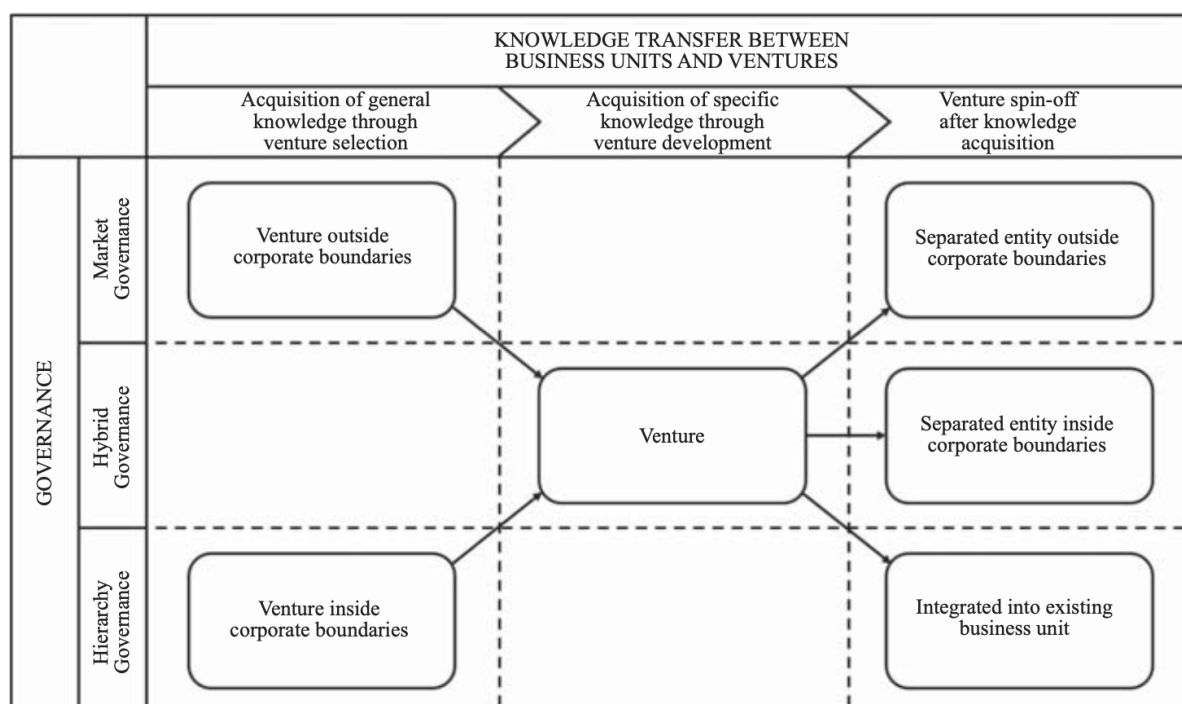 KNOWLEDGE TRANSFER BETWEEN
BUSINESS UNITS AND VENTURES
Acquisition of general
knowledge through
venture selection
Acquisition of specific
knowledge through
venture development
Venture spin-off
after knowledge
acquisition
GOVERNANCE
Market
Governance
Venture outside
corporate boundaries
Separated entity outside
corporate boundaries
Hybrid
Governance
Venture
Separated entity inside
corporate boundaries
Hierarchy
Governance
Venture inside
corporate boundaries
Integrated into existing
business unit